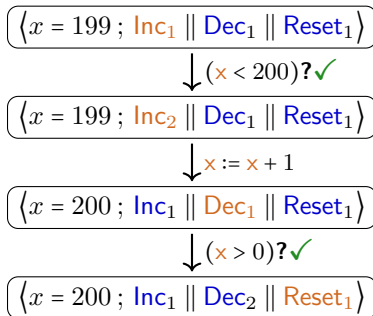 ⟨x = 199 ; Inc₁ || Dec₁ || Reset₁⟩
(x < 200)?✓
⟨x = 199 ; Inc₂ || Dec₁ || Reset₁⟩
x := x + 1
⟨x = 200 ; Inc₁ || Dec₁ || Reset₁⟩
(x > 0)?✓
⟨x = 200 ; Inc₁ || Dec₂ || Reset₁⟩